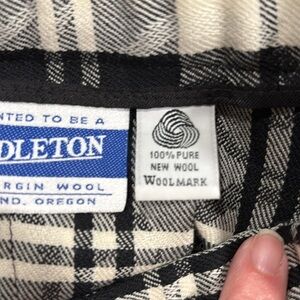 NTED TO BE A
DLETON
RGIN WOOL
ND, OREGON
100% PURE
NEW WOOL
WOOLMARK